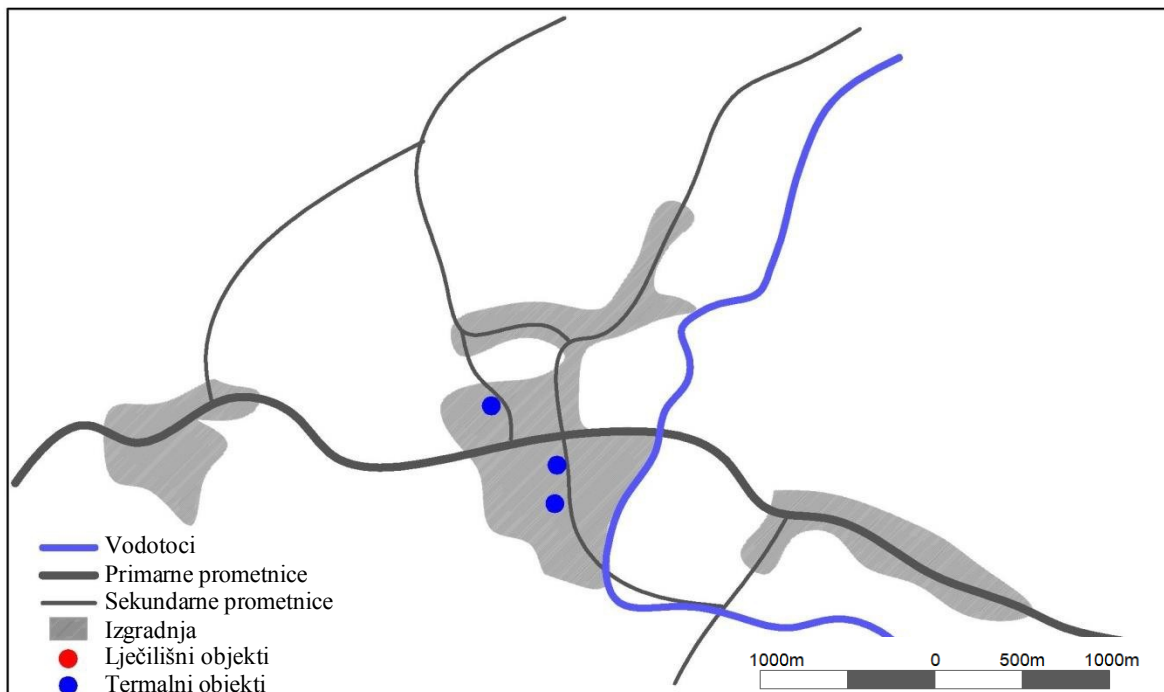 Vodotoci
Primarne prometnice
Sekundarne prometnice
Izgradnja
Lječilišni objekti
Termalni objekti
1000m 0 500m 1000m